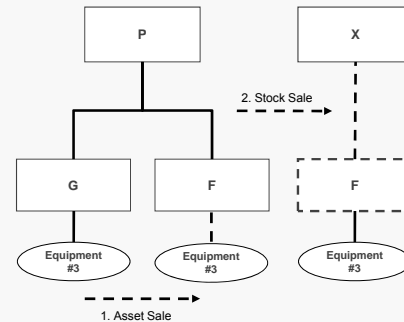 P
X
2. Stock Sale
G
F
F
Equipment
#3
Equipment
#3
Equipment
#3
1. Asset Sale